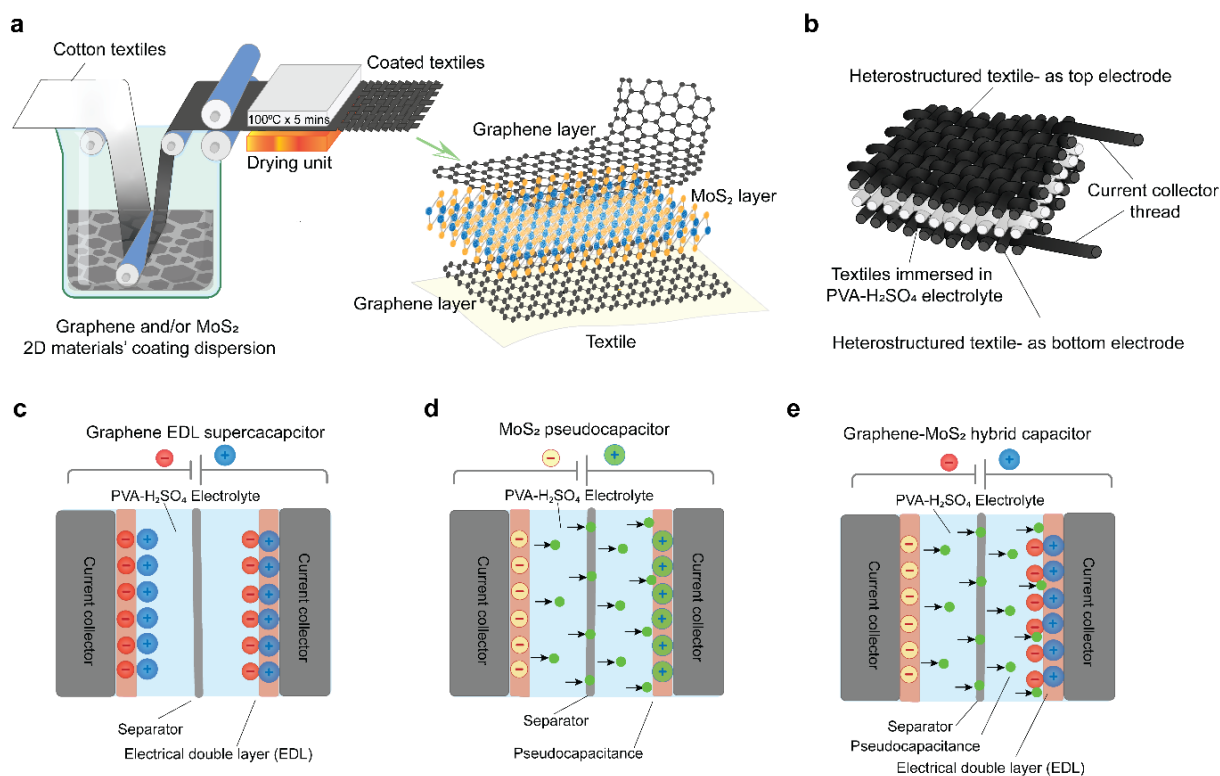 a
Cotton textiles
Coated textiles
100ºC x 5 mins
Drying unit
Graphene layer
MoS₂ layer
Graphene layer
Textile
Graphene and/or MoS₂
2D materials' coating dispersion
b
Heterostructured textile- as top electrode
Current collector
thread
Textiles immersed in
PVA-H₂SO₄ electrolyte
Heterostructured textile- as bottom electrode
c
Graphene EDL supercacapcitor
− +
PVA-H₂SO₄ Electrolyte
Current collector
− +
− +
− +
− +
− +
− +
− +
− +
− +
− +
− +
− +
Current collector
Separator
Electrical double layer (EDL)
d
MoS₂ pseudocapacitor
− +
PVA-H₂SO₄ Electrolyte
Current collector
−
−
−
−
−
−
+
+
+
+
+
+
Current collector
Separator
Pseudocapacitance
e
Graphene-MoS₂ hybrid capacitor
− +
PVA-H₂SO₄ Electrolyte
Current collector
−
−
−
−
−
−
− +
− +
− +
− +
− +
− +
Current collector
Separator
Pseudocapacitance
Electrical double layer (EDL)